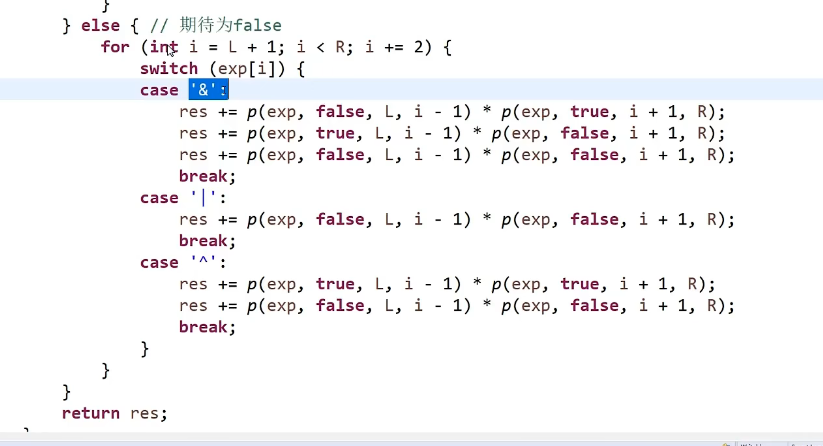 }
} else { // 期待为false
for (int i = L + 1; i < R; i += 2) {
switch (exp[i]) {
case '&':
res += p(exp, false, L, i - 1) * p(exp, true, i + 1, R);
res += p(exp, true, L, i - 1) * p(exp, false, i + 1, R);
res += p(exp, false, L, i - 1) * p(exp, false, i + 1, R);
break;
case '|':
res += p(exp, false, L, i - 1) * p(exp, false, i + 1, R);
break;
case '^':
res += p(exp, true, L, i - 1) * p(exp, true, i + 1, R);
res += p(exp, false, L, i - 1) * p(exp, false, i + 1, R);
break;
}
}
}
return res;